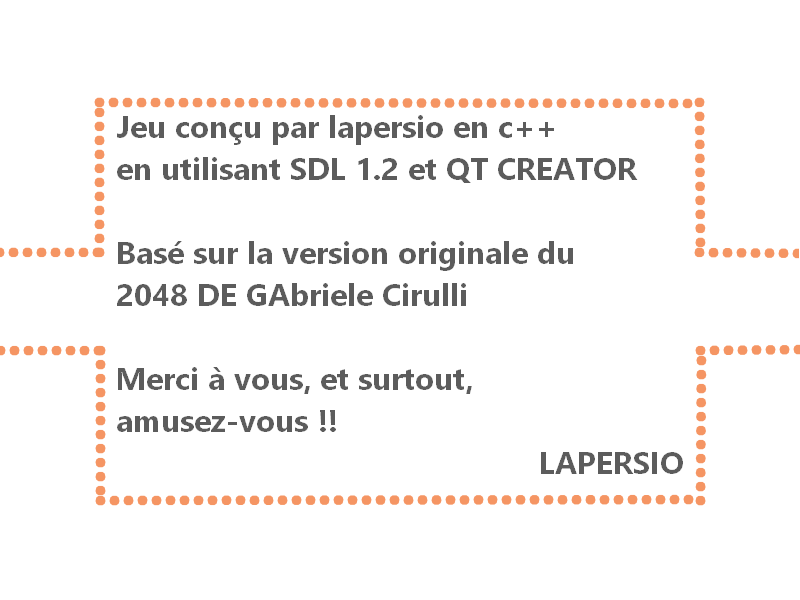 Jeu conçu par lapersio en c++
en utilisant SDL 1.2 et QT CREATOR
Basé sur la version originale du
2048 DE GAbriele Cirulli
Merci à vous, et surtout,
amusez-vous !!
LAPERSIO